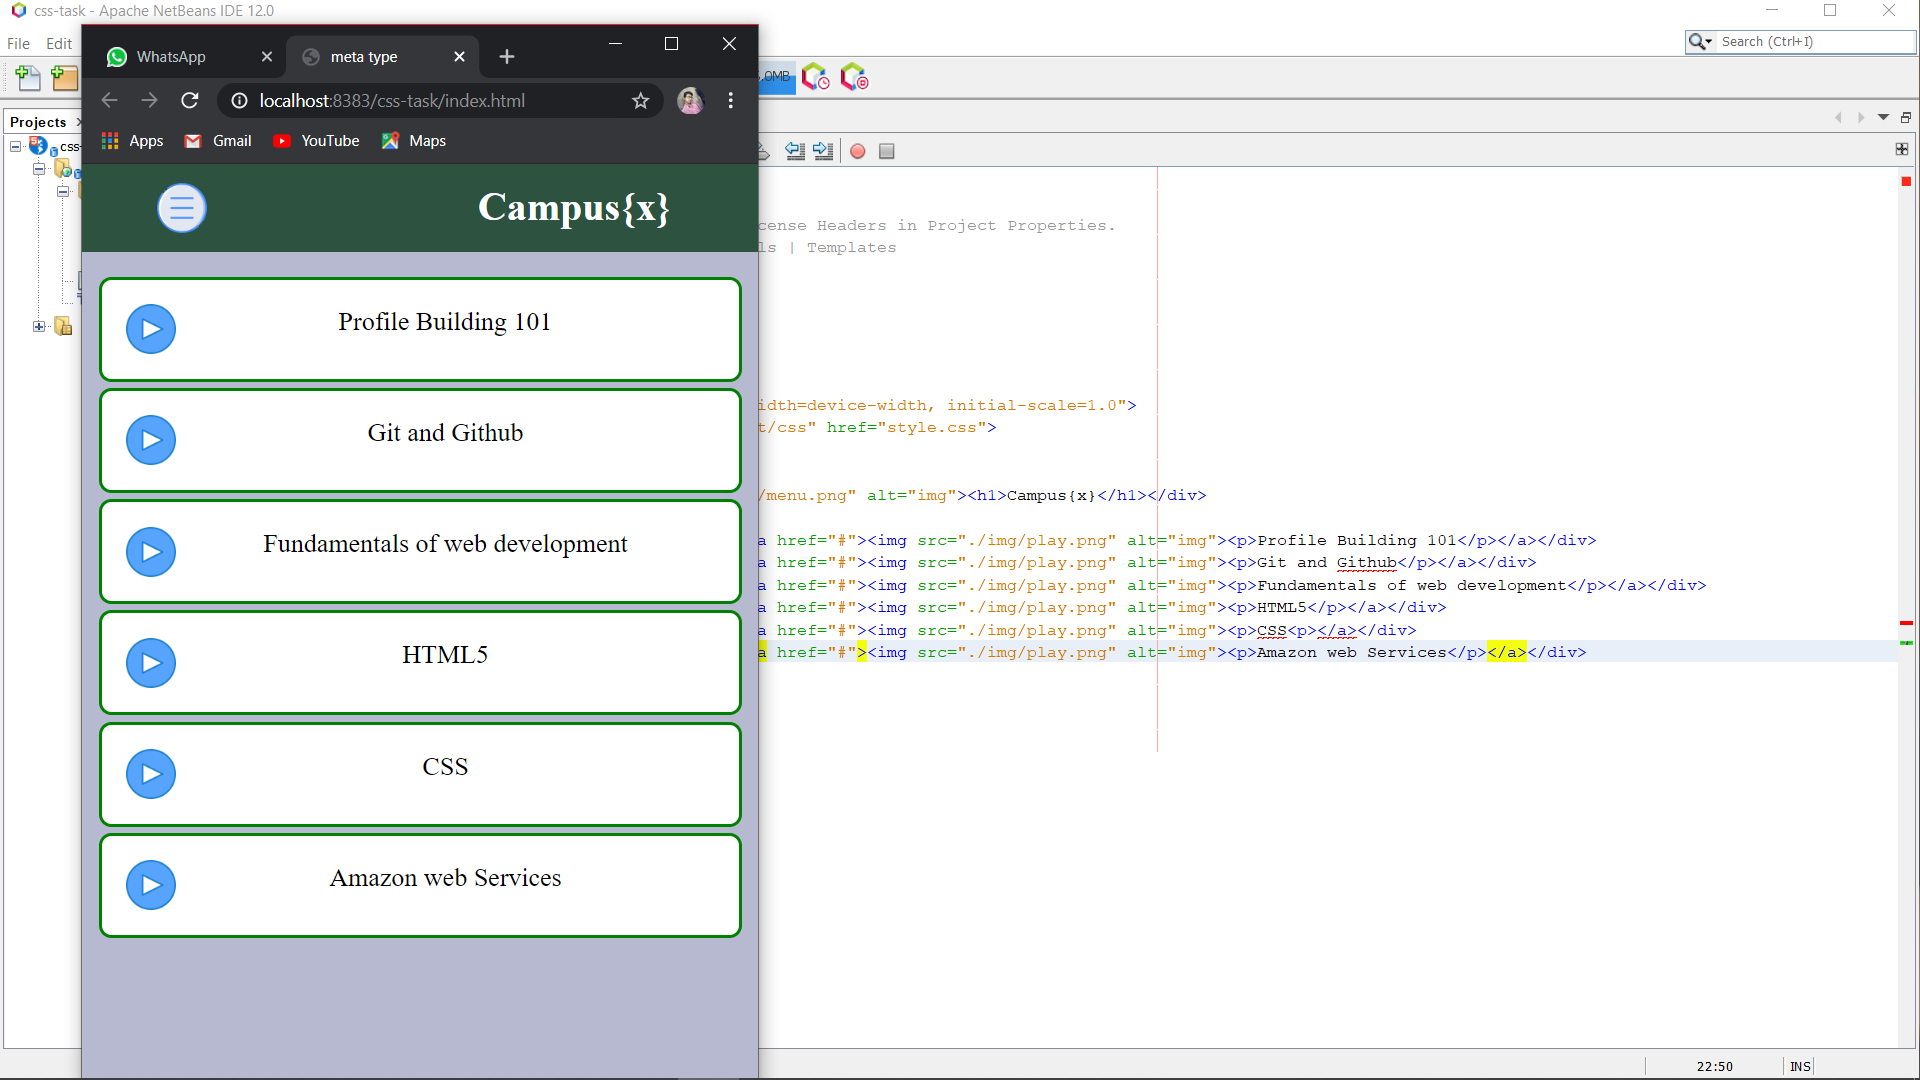 css-task - Apache NetBeans IDE 12.0
File Edit
Search (Ctrl+I)
WhatsApp
meta type
localhost:8383/css-task/index.html
Apps Gmail YouTube Maps
Projects
css-
Campus{x}
Profile Building 101
Git and Github
Fundamentals of web development
HTML5
CSS
Amazon web Services
cense Headers in Project Properties.
ls | Templates
idth=device-width, initial-scale=1.0">
t/css" href="style.css">
/menu.png" alt="img"><h1>Campus{x}</h1></div>
a href="#"><img src="./img/play.png" alt="img"><p>Profile Building 101</p></a></div>
a href="#"><img src="./img/play.png" alt="img"><p>Git and Github</p></a></div>
a href="#"><img src="./img/play.png" alt="img"><p>Fundamentals of web development</p></a></div>
a href="#"><img src="./img/play.png" alt="img"><p>HTML5</p></a></div>
a href="#"><img src="./img/play.png" alt="img"><p>CSS<p></a></div>
a href="#"><img src="./img/play.png" alt="img"><p>Amazon web Services</p></a></div>
22:50 INS